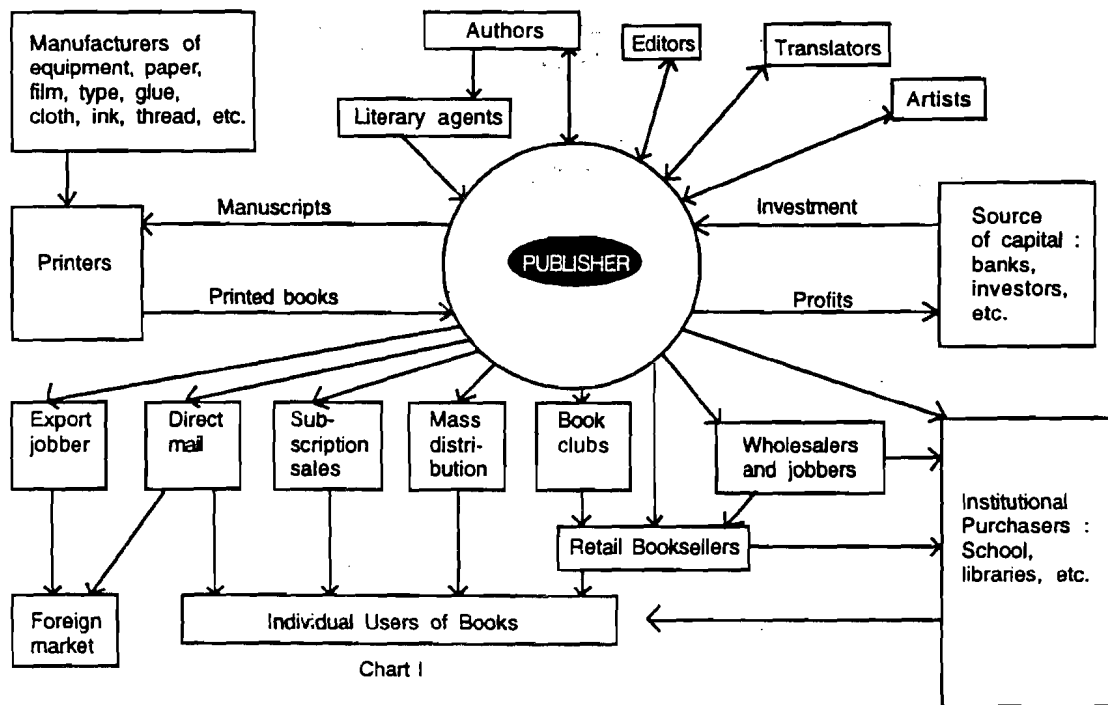 Manufacturers of
equipment, paper,
film, type, glue,
cloth, ink, thread, etc.
Authors
Editors
Translators
Literary agents
Artists
Manuscripts
Investment
Printers
PUBLISHER
Source
of capital :
banks,
investors,
etc.
Printed books
Profits
Export
jobber
Direct
mail
Sub-
scription
sales
Mass
distri-
bution
Book
clubs
Wholesalers
and jobbers
Institutional
Purchasers :
School,
libraries, etc.
Retail Booksellers
Foreign
market
Individual Users of Books
Chart I